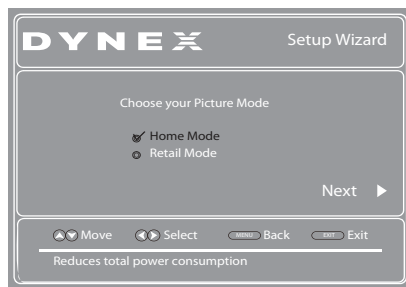 DYNEX
Setup Wizard
Choose your Picture Mode
Home Mode
Retail Mode
Next
Move Select MENU Back EXIT Exit
Reduces total power consumption